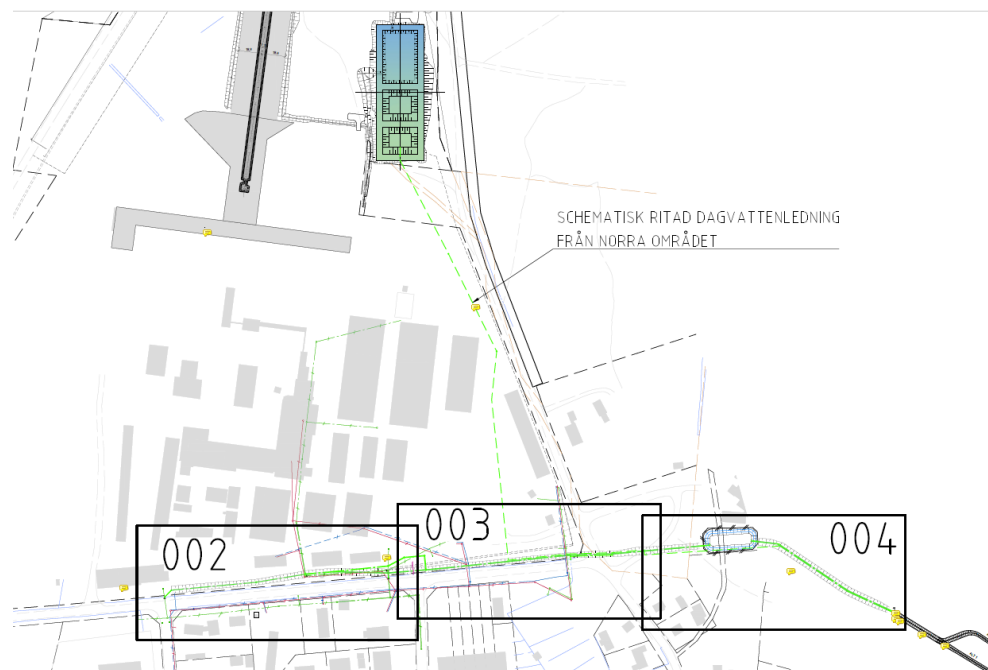 SCHEMATISK RITAD DAGVATTENLEDNING
FRÅN NORRA OMRÅDET
002
003
004